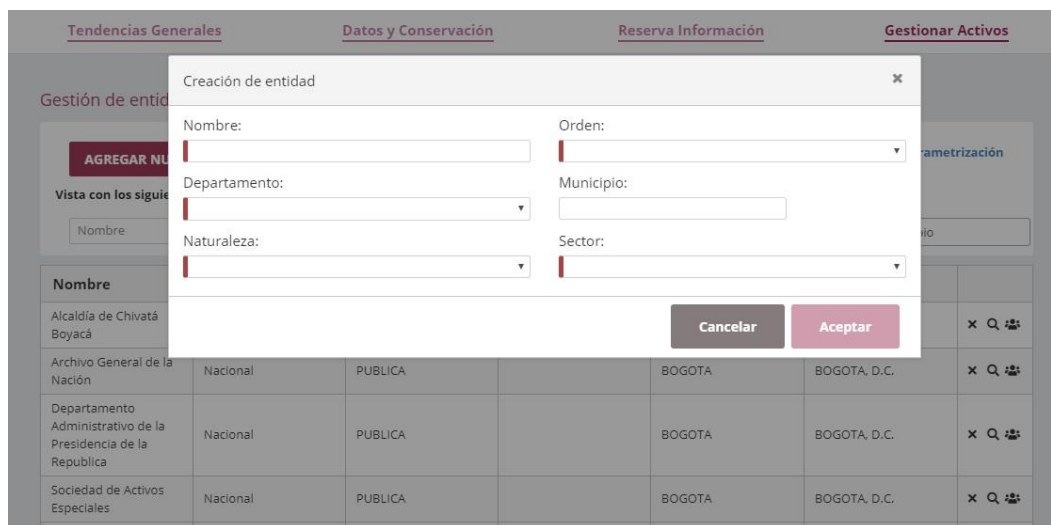 Tendencias Generales
Datos y Conservación
Reserva Información
Gestionar Activos
Creación de entidad
Gestión de entid
Nombre:
Orden:
AGREGAR NU
rametrización
Departamento:
Municipio:
Vista con los siguie
Nombre
io
Naturaleza:
Sector:
Nombre
Cancelar
Aceptar
Alcaldía de Chivatá
Boyacá
Archivo General de la
Nación
Nacional
PUBLICA
BOGOTA
BOGOTA, D.C.
Departamento
Administrativo de la
Presidencia de la
Republica
Nacional
PUBLICA
BOGOTA
BOGOTA, D.C.
Sociedad de Activos
Especiales
Nacional
PUBLICA
BOGOTA
BOGOTA, D.C.